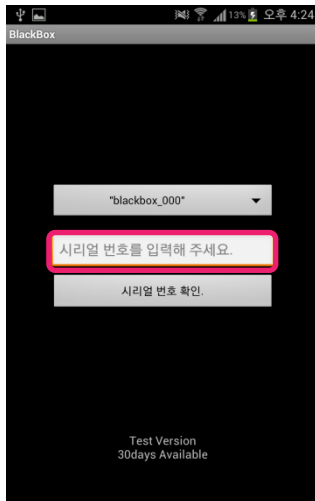 13% 오후 4:24
BlackBox
"blackbox_000"
시리얼 번호를 입력해 주세요.
시리얼 번호 확인.
Test Version
30days Available